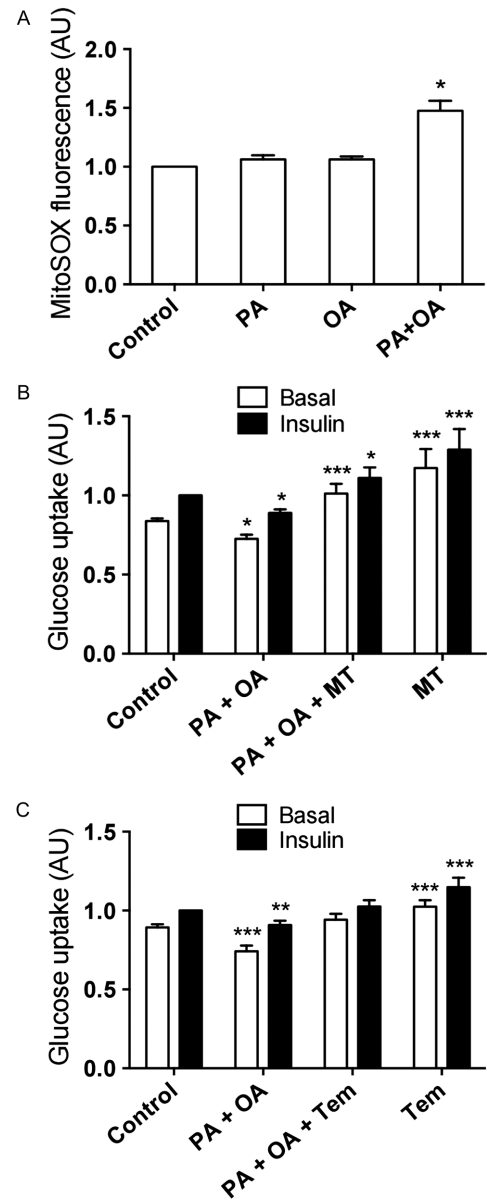 A
MitoSOX fluorescence (AU)
2.0
1.5
1.0
0.5
0.0
*
Control
PA
OA
PA+OA
B
Basal
Insulin
Glucose uptake (AU)
1.5
1.0
0.5
0.0
* * *** * *** ***
Control
PA + OA
PA + OA + MT
MT
C
Basal
Insulin
Glucose uptake (AU)
1.5
1.0
0.5
0.0
*** ** *** ***
Control
PA + OA
PA + OA + Tem
Tem